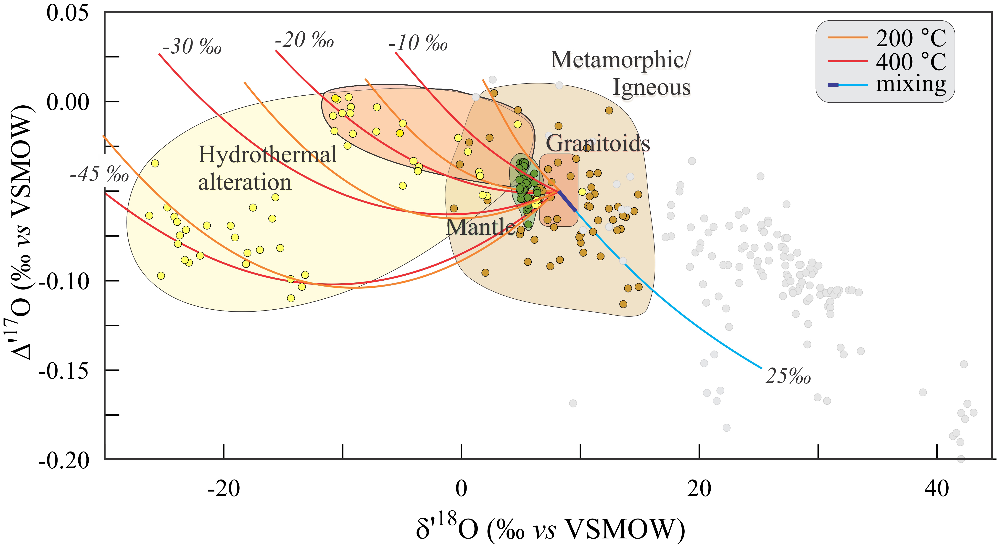 0.05
-30 ‰
-20 ‰
-10 ‰
200 °C
400 °C
mixing
Metamorphic/
Igneous
0.00
Granitoids
Hydrothermal
alteration
-45 ‰
Mantle
-0.10
-0.15
25‰
-0.20
Δ'17O (‰ vs VSMOW)
-20
0
20
40
δ'18O (‰ vs VSMOW)